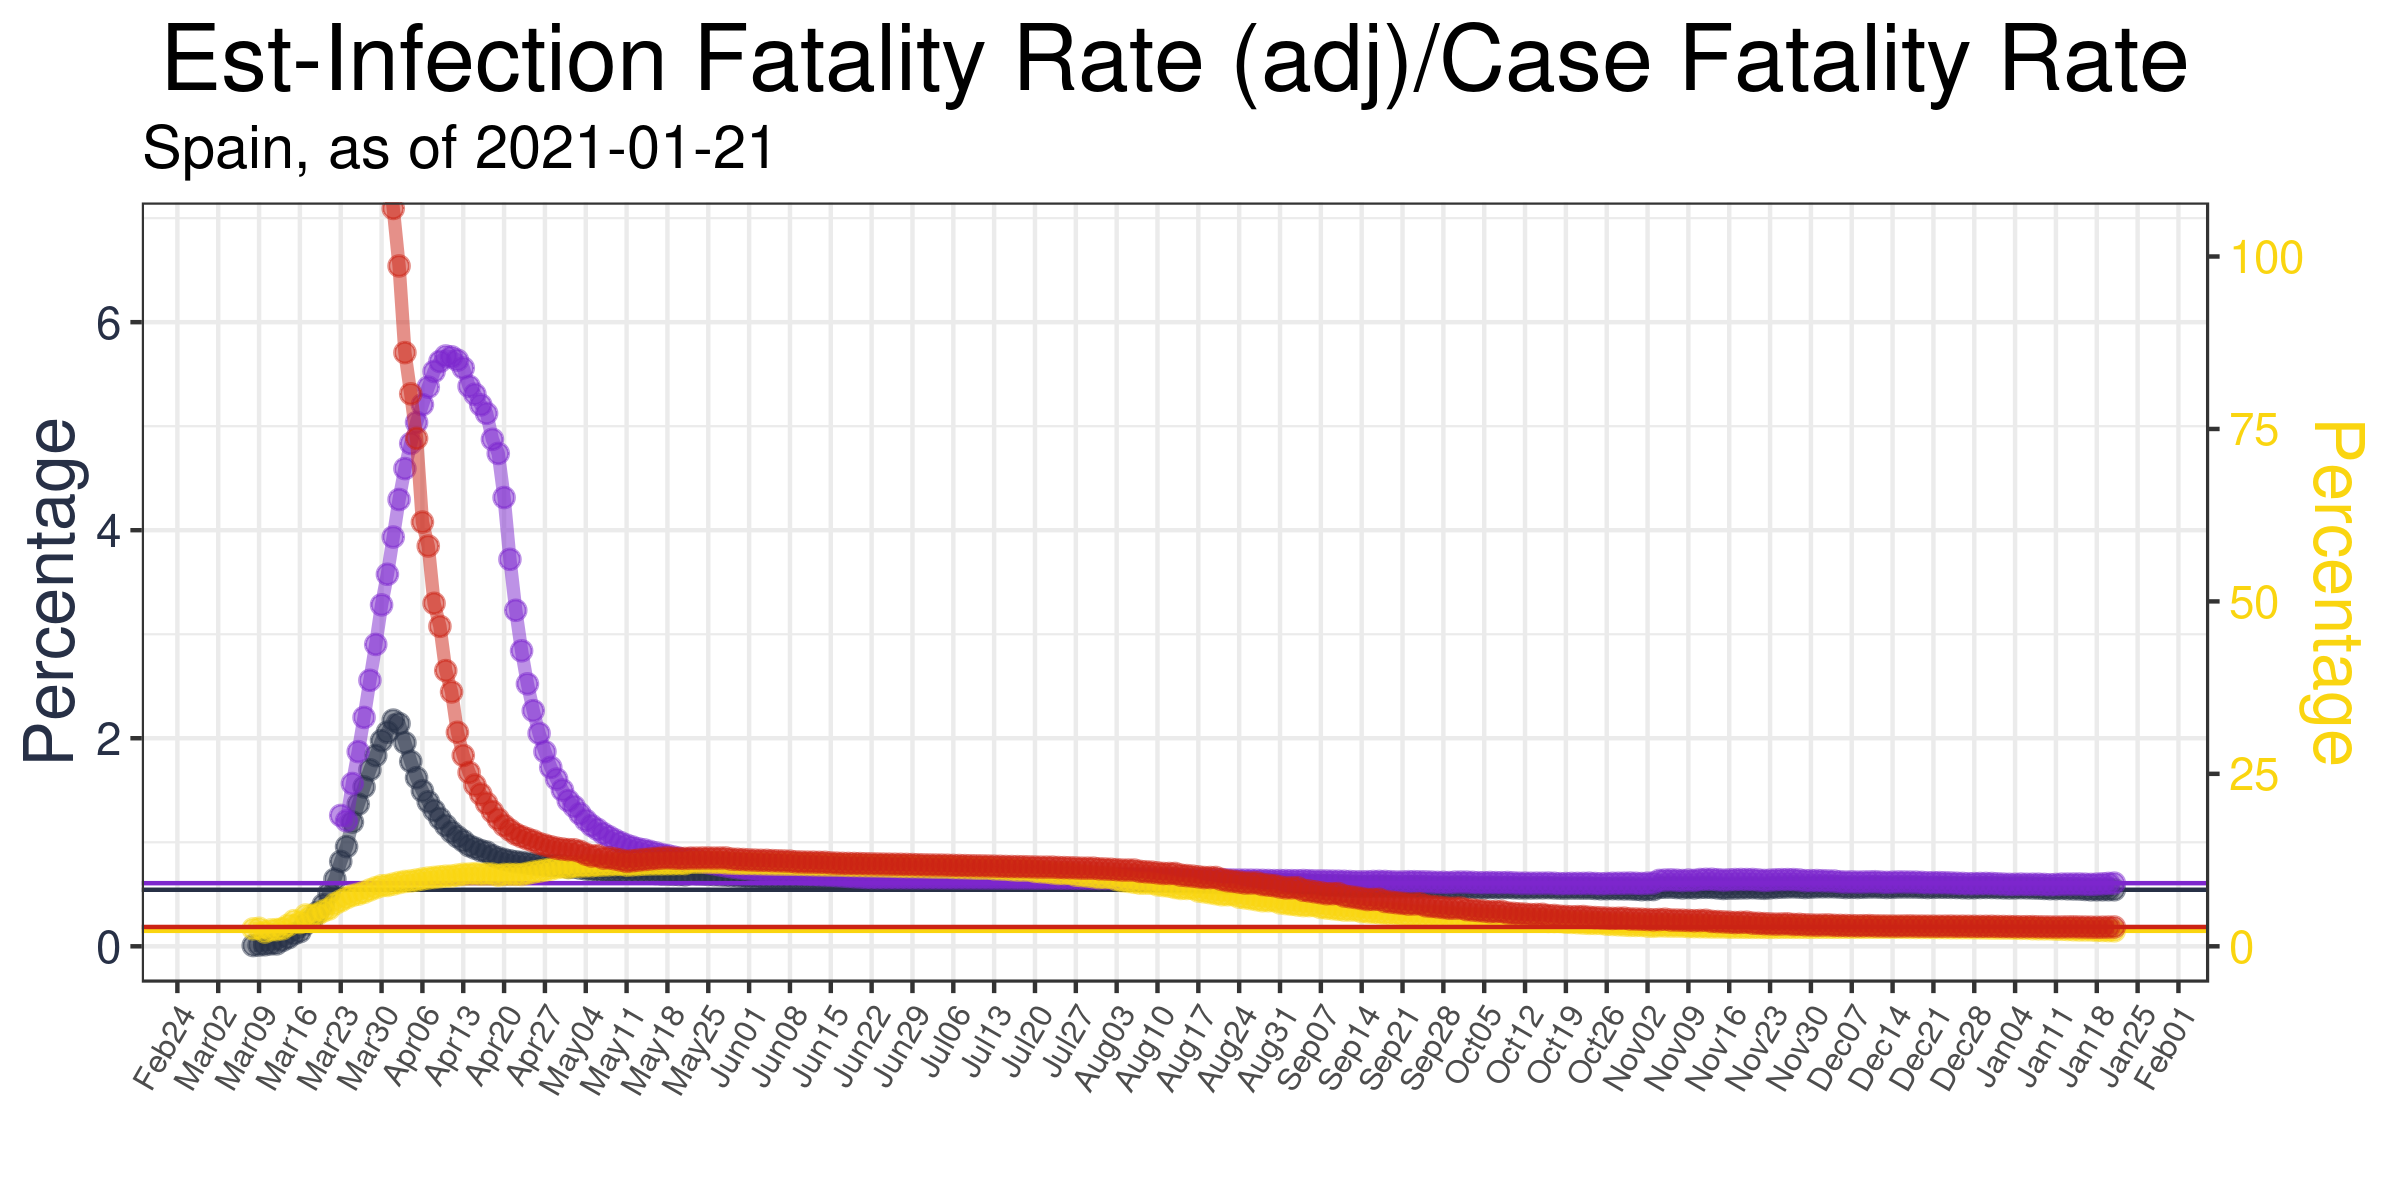 Est-Infection Fatality Rate (adj)/Case Fatality Rate
Spain, as of 2021-01-21
Percentage
6
4
2
0
100
75
50
25
0
Percentage
Feb24
Mar02
Mar09
Mar16
Mar23
Mar30
Apr06
Apr13
Apr20
Apr27
May04
May11
May18
May25
Jun01
Jun08
Jun15
Jun22
Jun29
Jul06
Jul13
Jul20
Jul27
Aug03
Aug10
Aug17
Aug24
Aug31
Sep07
Sep14
Sep21
Sep28
Oct05
Oct12
Oct19
Oct26
Nov02
Nov09
Nov16
Nov23
Nov30
Dec07
Dec14
Dec21
Dec28
Jan04
Jan11
Jan18
Jan25
Feb01